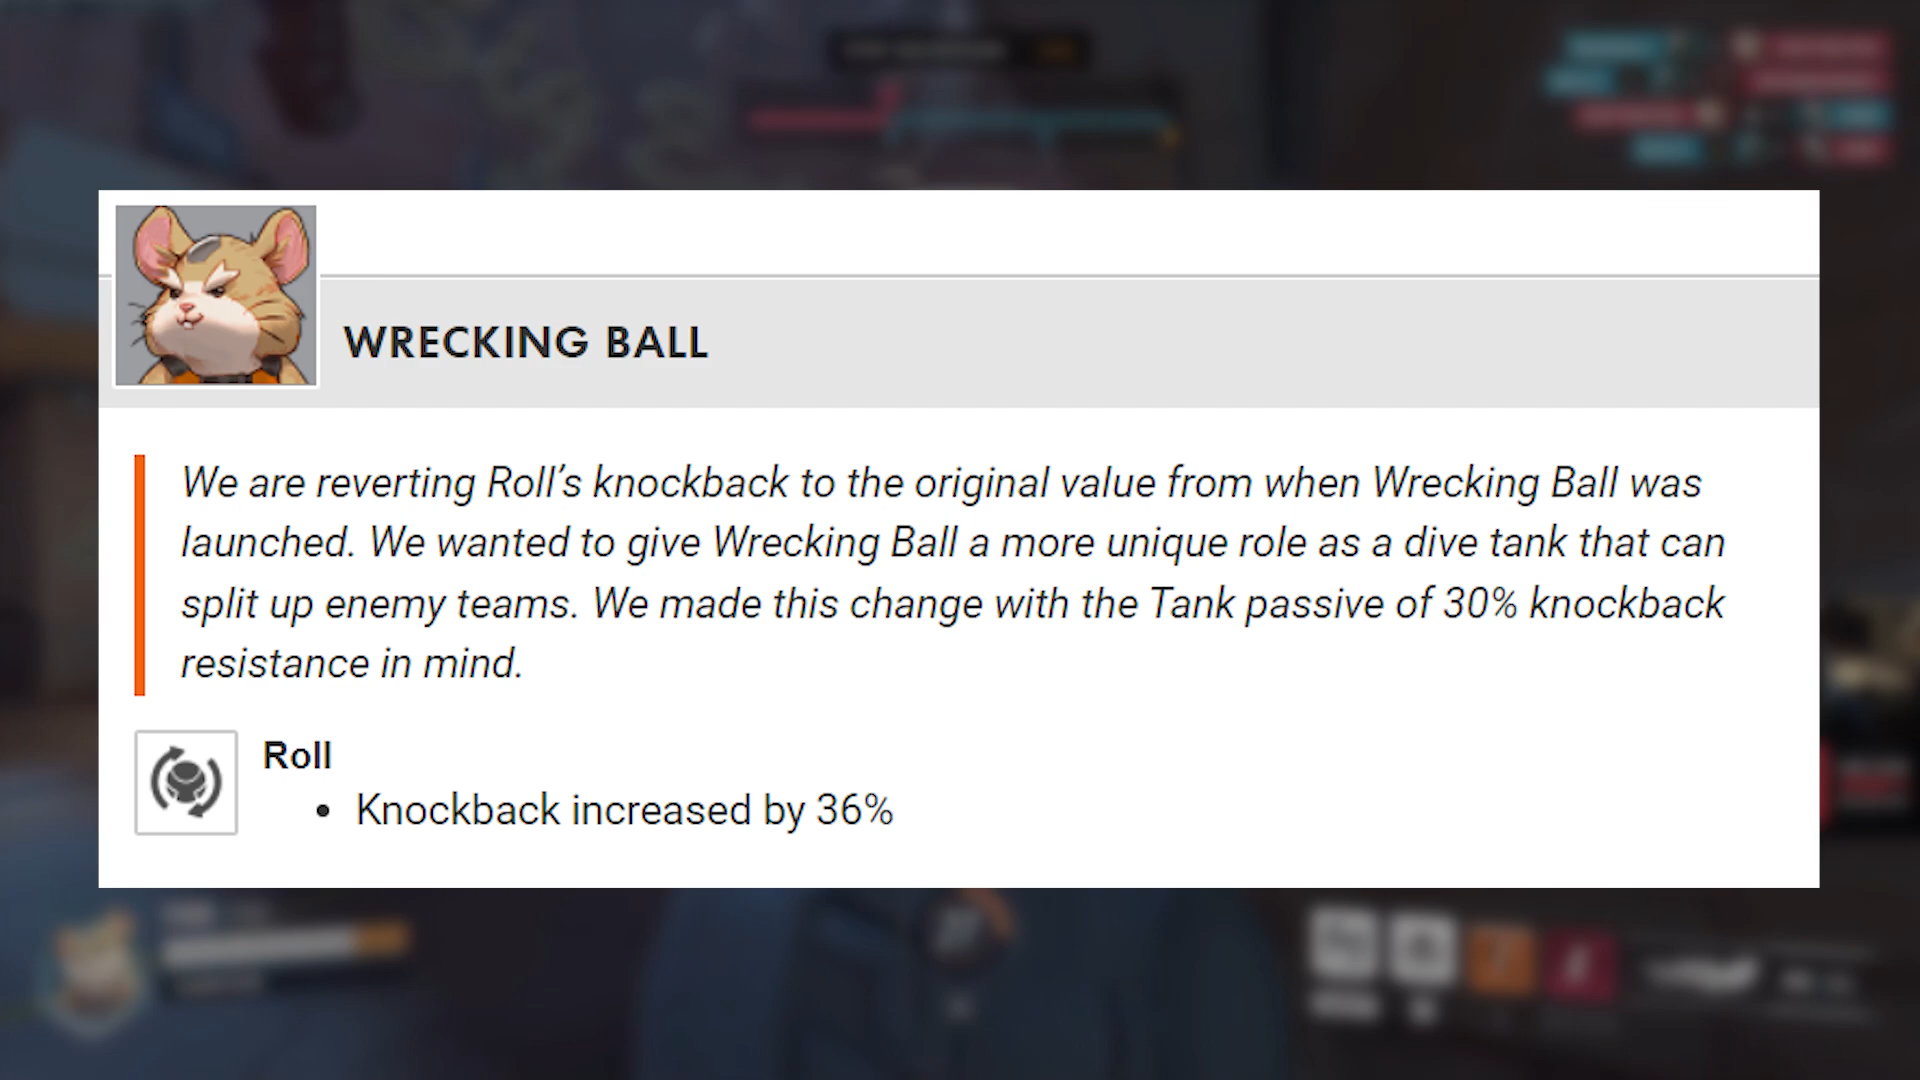 WRECKING BALL
We are reverting Roll’s knockback to the original value from when Wrecking Ball was
launched. We wanted to give Wrecking Ball a more unique role as a dive tank that can
split up enemy teams. We made this change with the Tank passive of 30% knockback
resistance in mind.
Roll
• Knockback increased by 36%